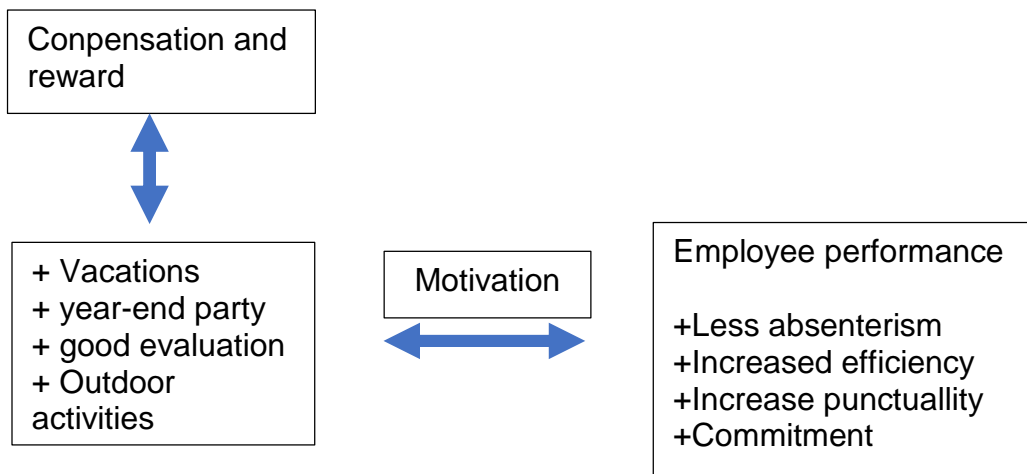 Conpensation and
reward
+ Vacations
+ year-end party
+ good evaluation
+ Outdoor
activities
Motivation
Employee performance
+Less absenterism
+Increased efficiency
+Increase punctuallity
+Commitment